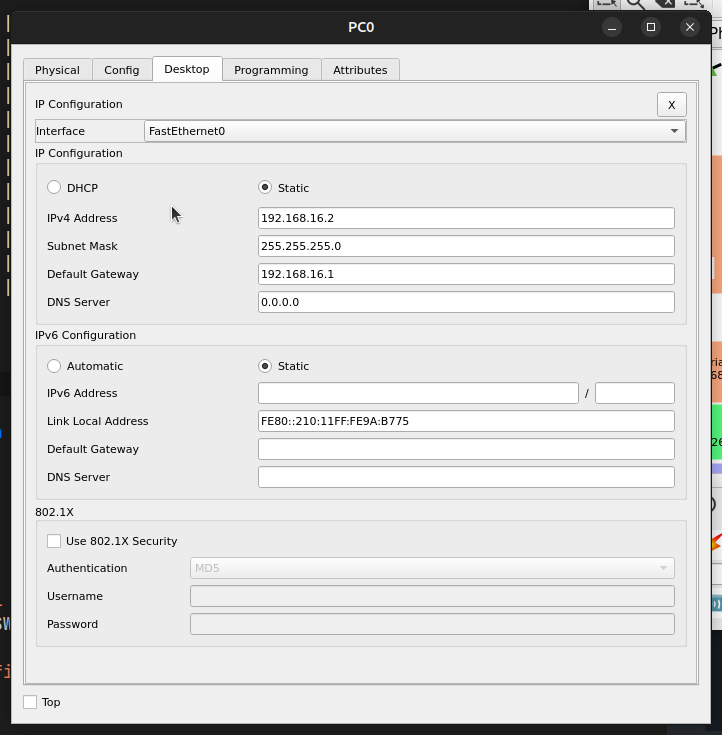 PC0
Physical Config Desktop Programming Attributes
IP Configuration X
Interface FastEthernet0
IP Configuration
DHCP Static
IPv4 Address 192.168.16.2
Subnet Mask 255.255.255.0
Default Gateway 192.168.16.1
DNS Server 0.0.0.0
IPv6 Configuration
Automatic Static
IPv6 Address /
Link Local Address FE80::210:11FF:FE9A:B775
Default Gateway
DNS Server
802.1X
Use 802.1X Security
Authentication MD5
Username
Password
Top